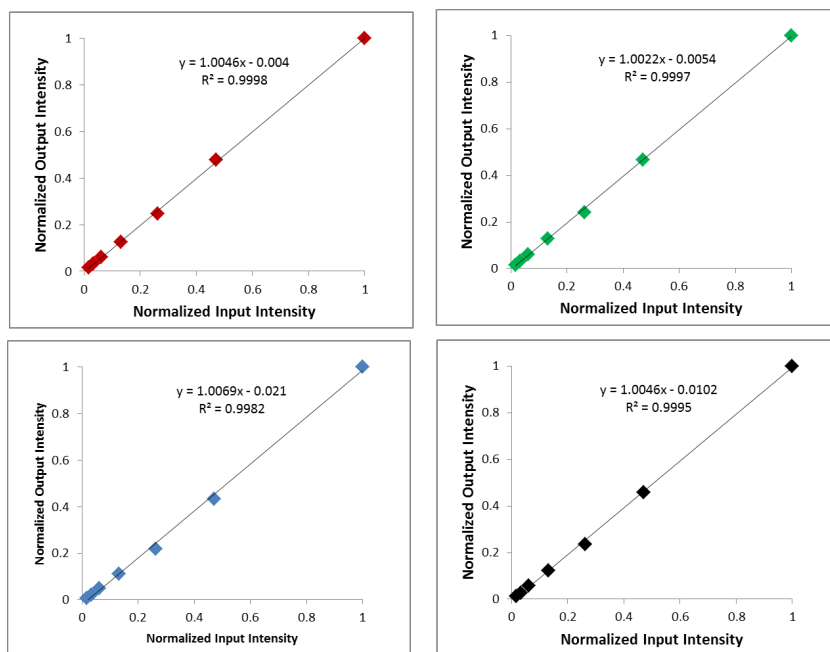 Normalized Output Intensity
1
0.8
0.6
0.4
0.2
0
y = 1.0046x - 0.004
R² = 0.9998
0 0.2 0.4 0.6 0.8 1
Normalized Input Intensity
Normalized Output Intensity
1
0.8
0.6
0.4
0.2
0
y = 1.0022x - 0.0054
R² = 0.9997
0 0.2 0.4 0.6 0.8 1
Normalized Input Intensity
Normalized Output Intensity
1
0.8
0.6
0.4
0.2
0
y = 1.0069x - 0.021
R² = 0.9982
0 0.2 0.4 0.6 0.8 1
Normalized Input Intensity
Normalized Output Intensity
1
0.8
0.6
0.4
0.2
0
y = 1.0046x - 0.0102
R² = 0.9995
0 0.2 0.4 0.6 0.8 1
Normalized Input Intensity